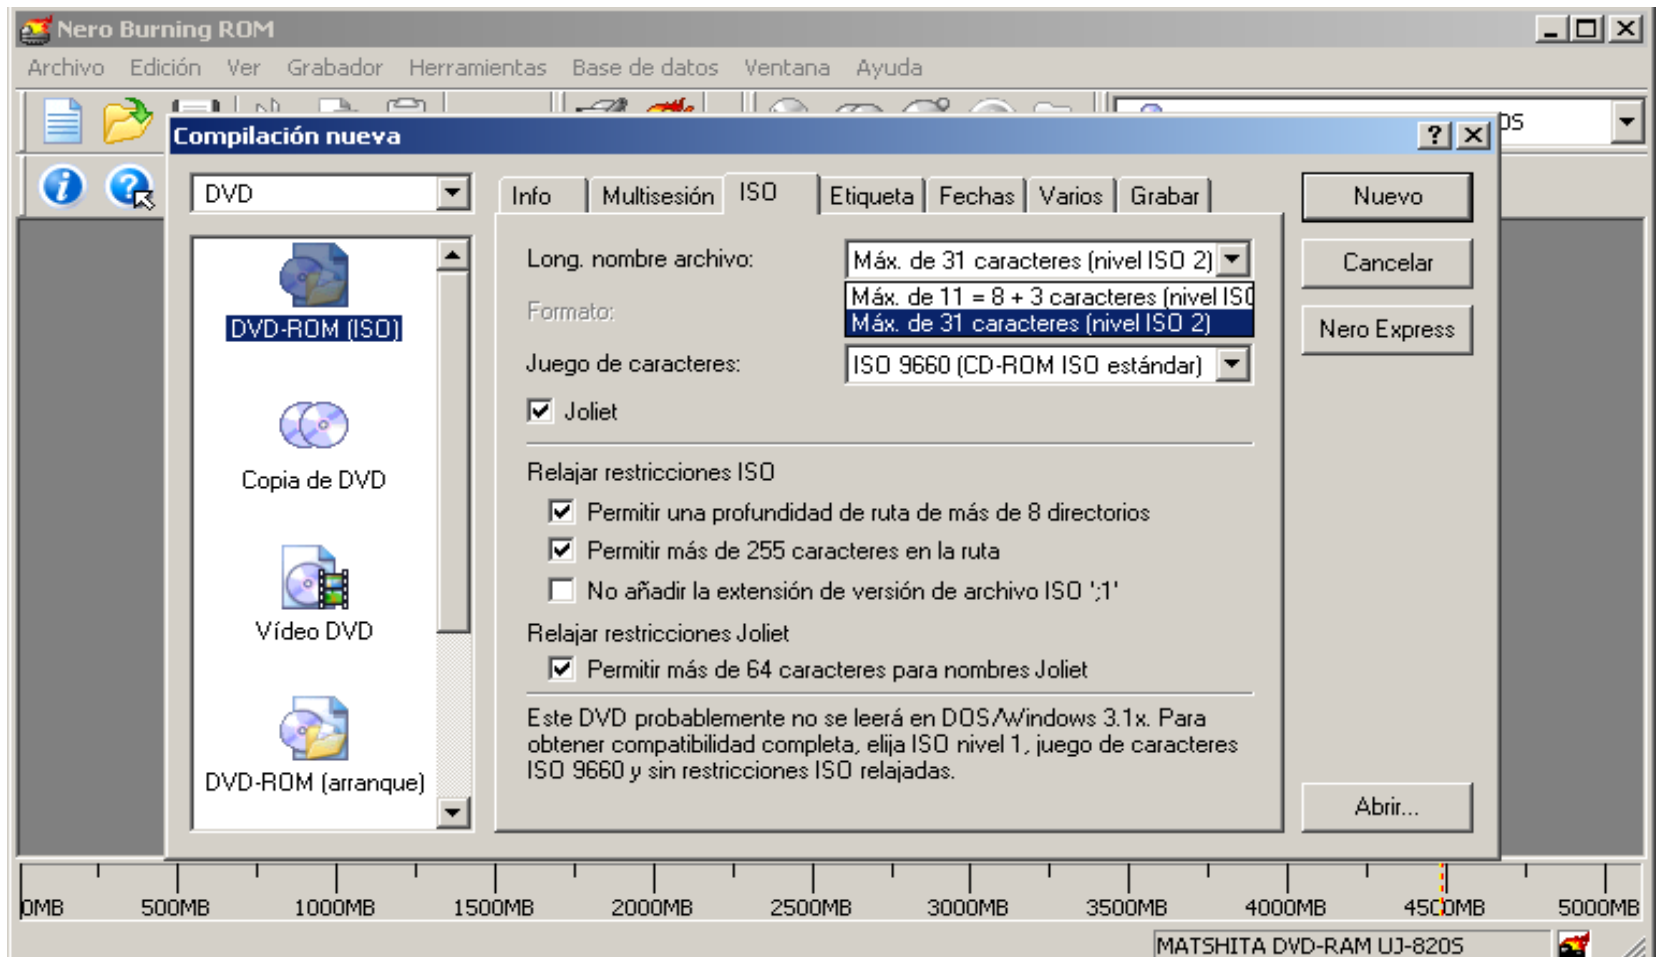 Nero Burning ROM
Archivo Edición Ver Grabador Herramientas Base de datos Ventana Ayuda
Compilación nueva
DVD
Info Multisesión ISO Etiqueta Fechas Varios Grabar
Nuevo
Long. nombre archivo: Máx. de 31 caracteres (nivel ISO 2)
Cancelar
Máx. de 11 = 8 + 3 caracteres (nivel ISO
Formato:
Máx. de 31 caracteres (nivel ISO 2)
DVD-ROM (ISO)
Nero Express
Juego de caracteres: ISO 9660 (CD-ROM ISO estándar)
Joliet
Relajar restricciones ISO
Copia de DVD
Permitir una profundidad de ruta de más de 8 directorios
Permitir más de 255 caracteres en la ruta
No añadir la extensión de versión de archivo ISO ';1'
Vídeo DVD
Relajar restricciones Joliet
Permitir más de 64 caracteres para nombres Joliet
Este DVD probablemente no se leerá en DOS/Windows 3.1x. Para
obtener compatibilidad completa, elija ISO nivel 1, juego de caracteres
ISO 9660 y sin restricciones ISO relajadas.
DVD-ROM (arranque)
Abrir...
0MB 500MB 1000MB 1500MB 2000MB 2500MB 3000MB 3500MB 4000MB 4500MB 5000MB
MATSHITA DVD-RAM UJ-820S